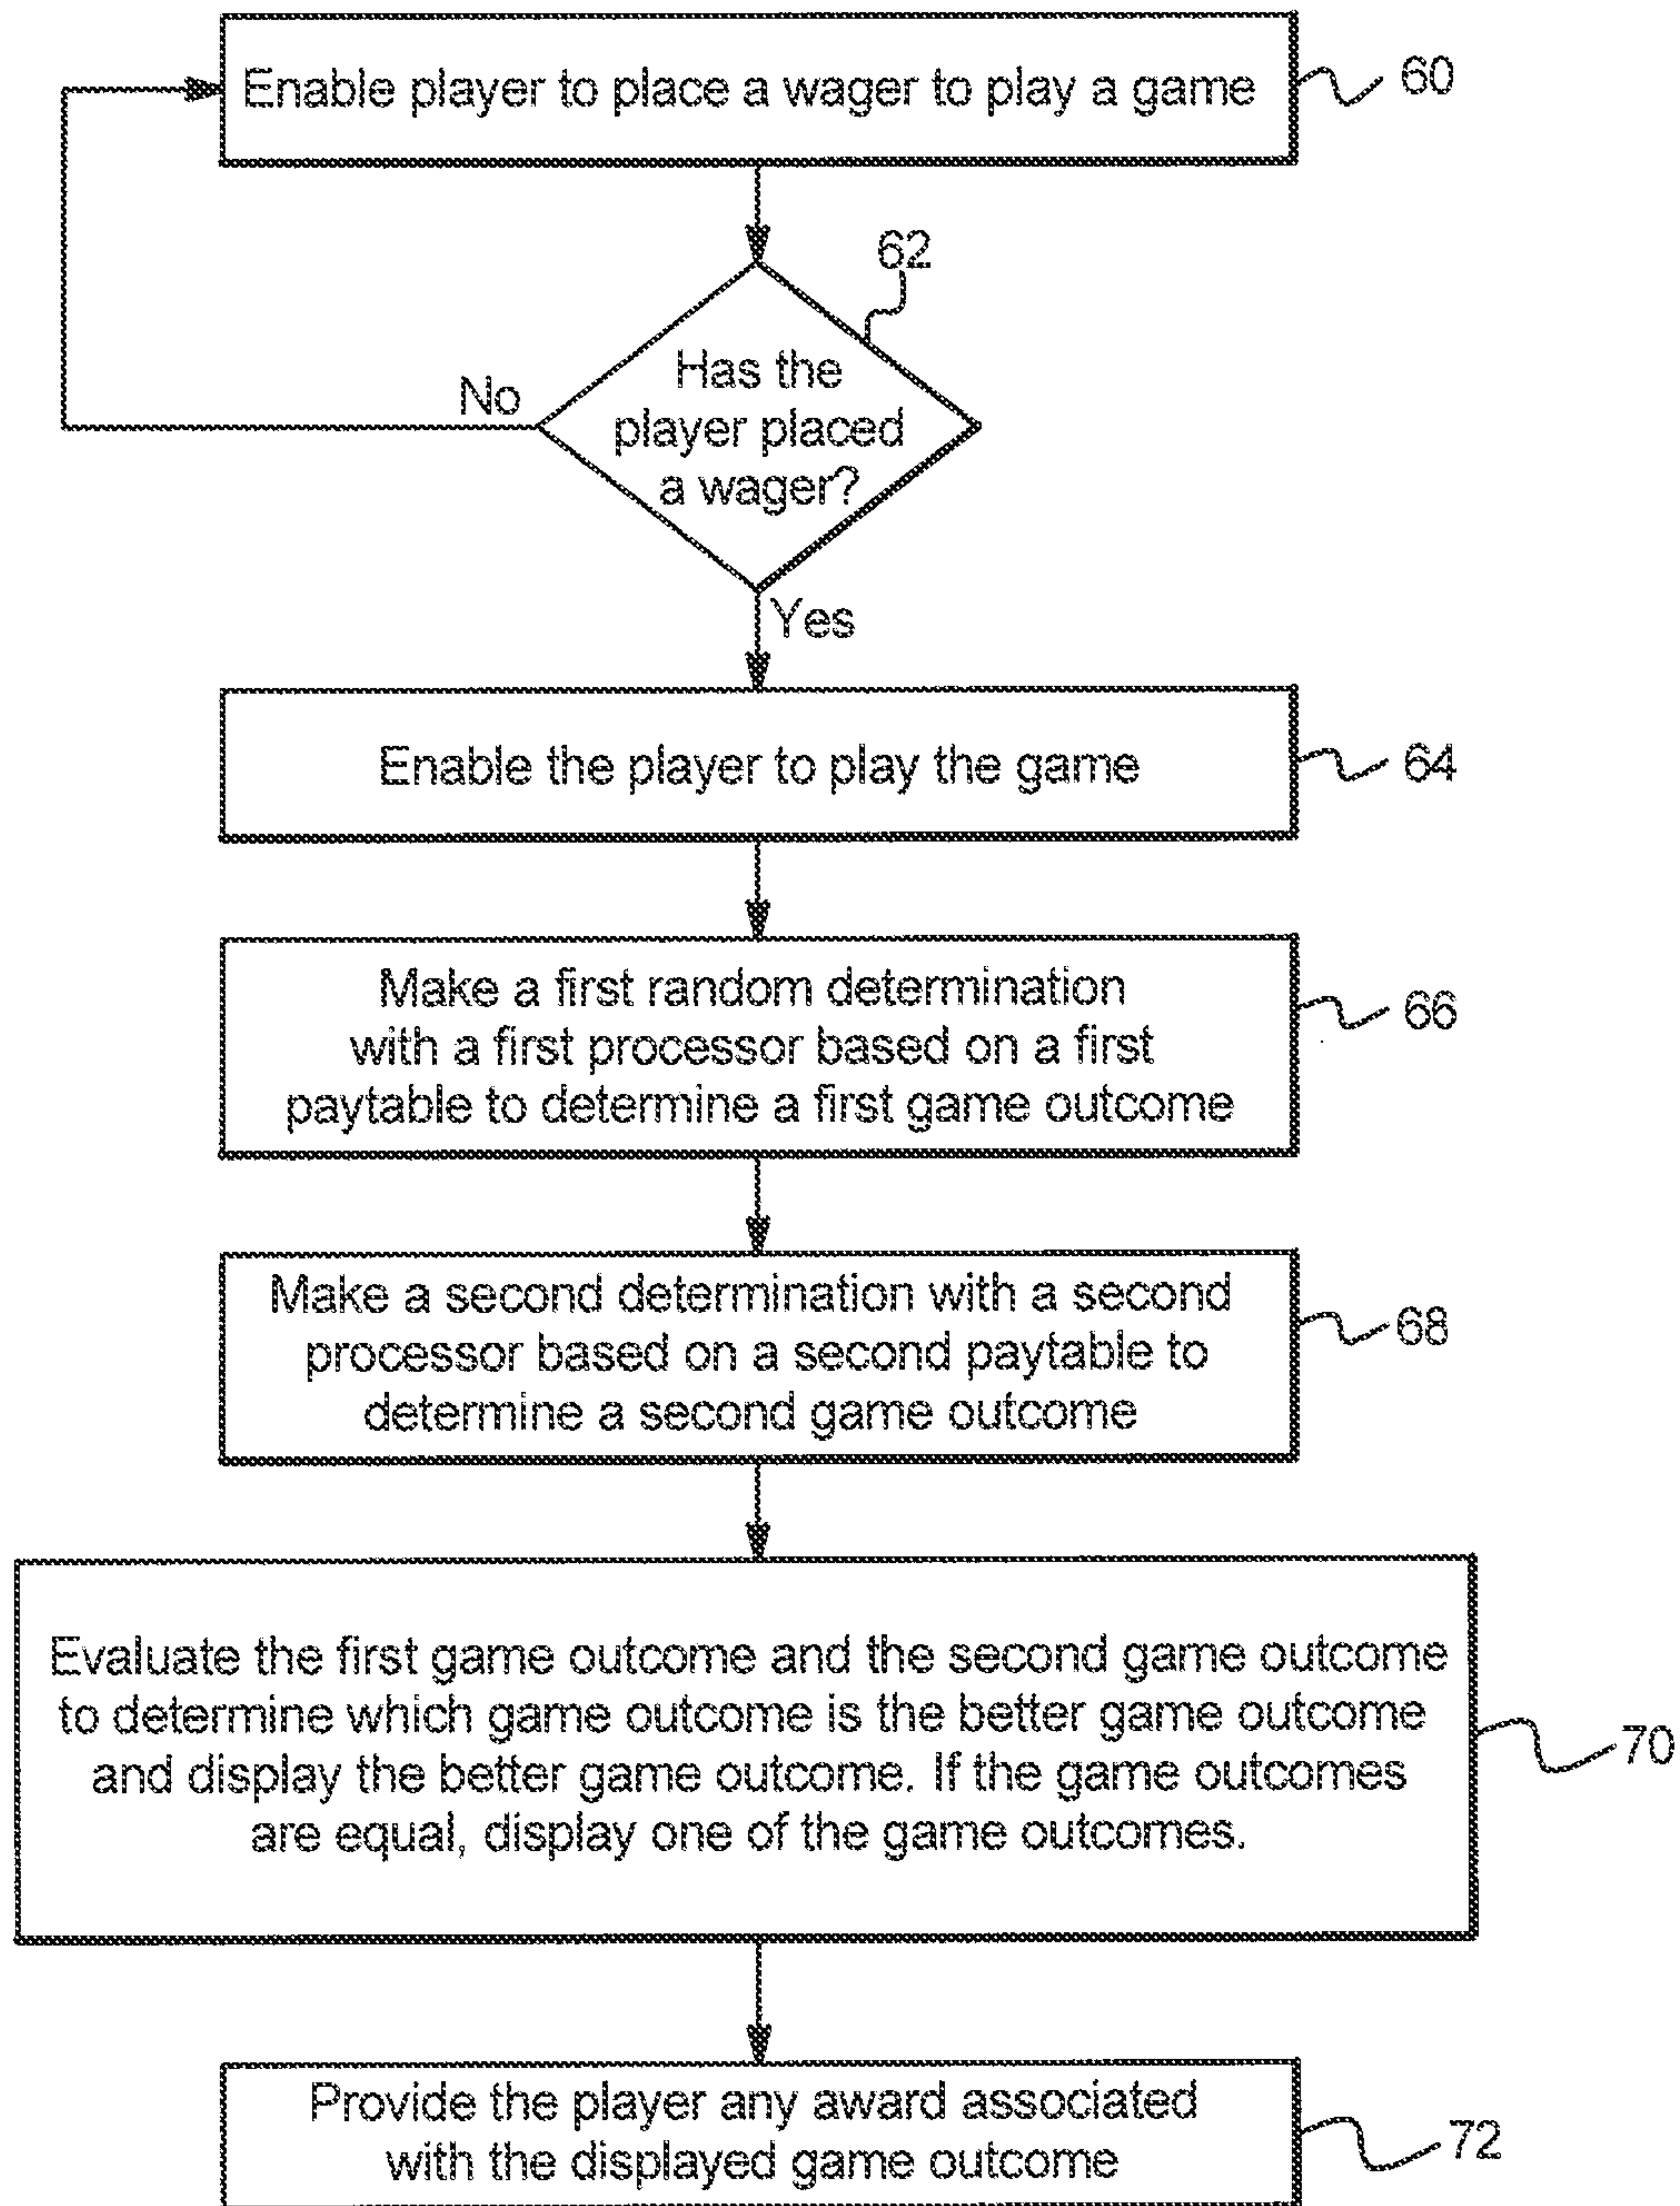 Enable player to place a wager to play a game
60
62
Has the
player placed
a wager?
No
Yes
Enable the player to play the game
64
Make a first random determination
with a first processor based on a first
paytable to determine a first game outcome
66
Make a second determination with a second
processor based on a second paytable to
determine a second game outcome
68
Evaluate the first game outcome and the second game outcome
to determine which game outcome is the better game outcome
and display the better game outcome. If the game outcomes
are equal, display one of the game outcomes.
70
Provide the player any award associated
with the displayed game outcome
72